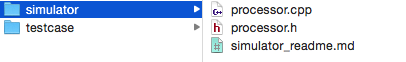 simulator
testcase
processor.cpp
processor.h
simulator_readme.md